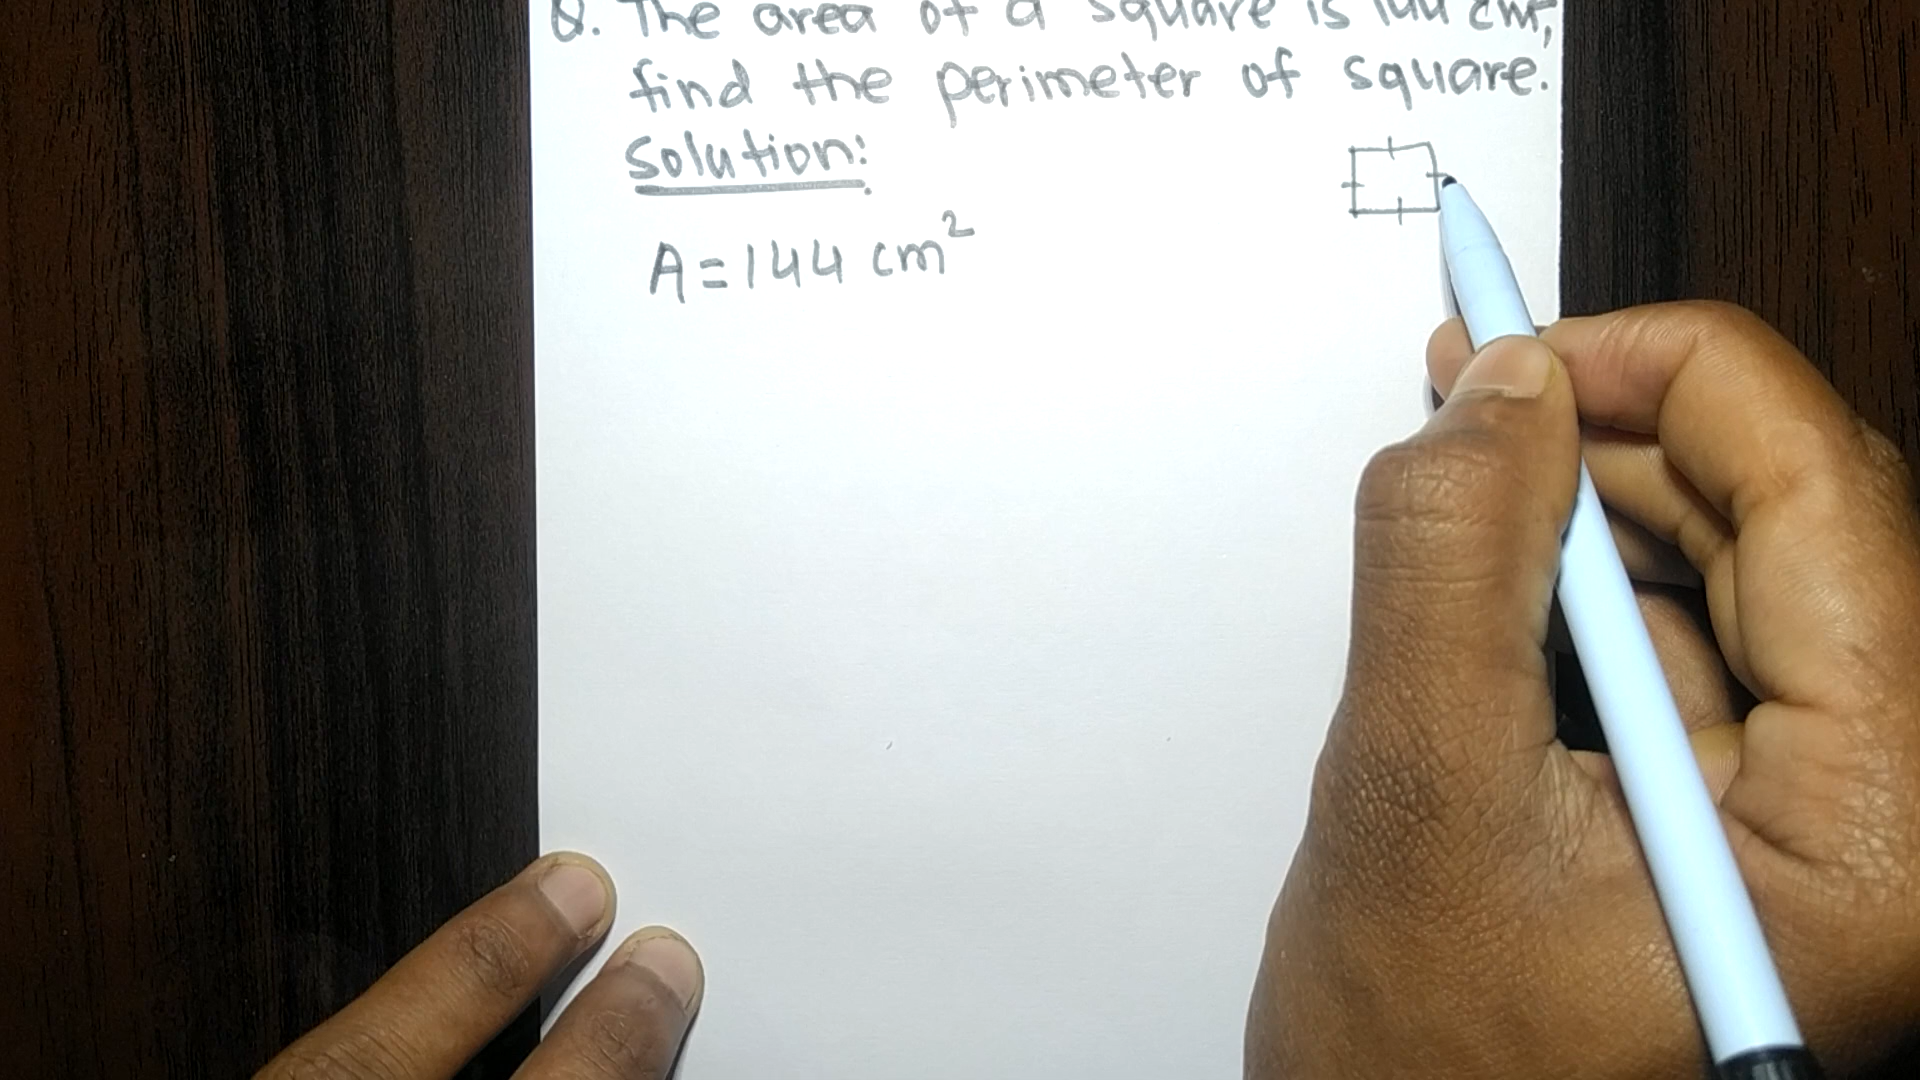 Q. The area of a square is 144 cm²,
find the perimeter of square.
Solution:
A = 144 cm²